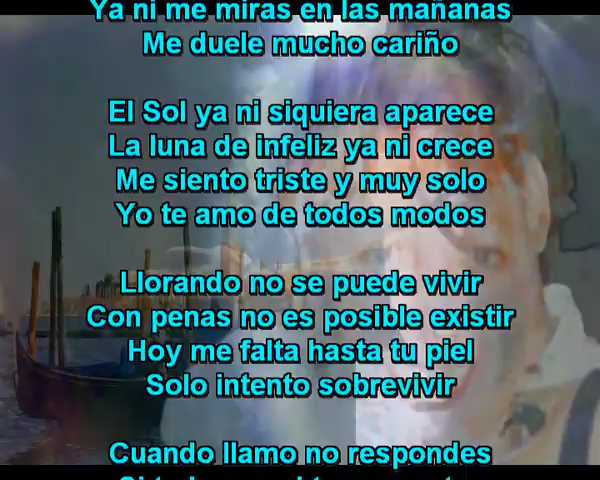 Ya ni me miras en las mañanas
Me duele mucho cariño
El Sol ya ni siquiera aparece
La luna de infeliz ya ni crece
Me siento triste y muy solo
Yo te amo de todos modos
Llorando no se puede vivir
Con penas no es posible existir
Hoy me falta hasta tu piel
Solo intento sobrevivir
Cuando llamo no respondes